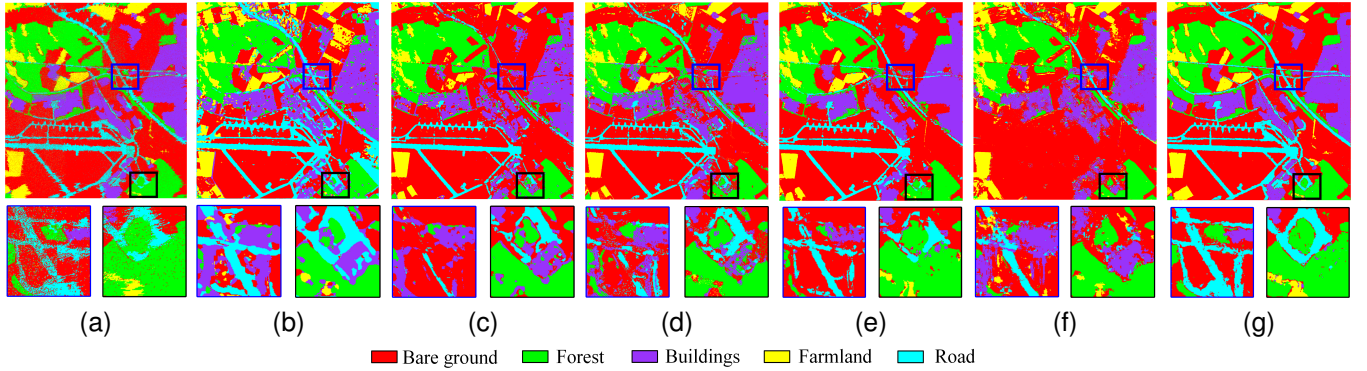 (a) (b) (c) (d) (e) (f) (g)
Bare ground Forest Buildings Farmland Road